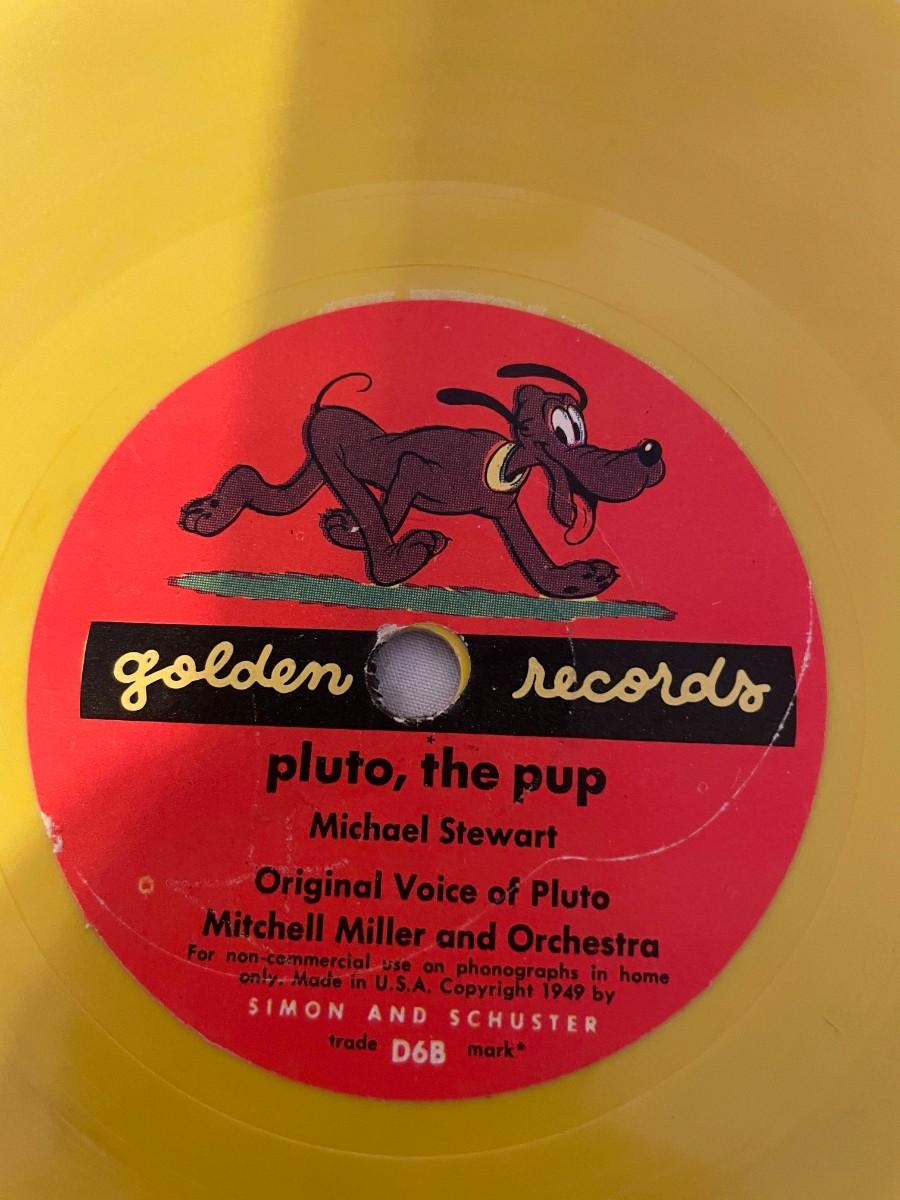 golden records
pluto, the pup
Michael Stewart
Original Voice of Pluto
Mitchell Miller and Orchestra
For non-commercial use on phonographs in home
only. Made in U.S.A. Copyright 1949 by
SIMON AND SCHUSTER
trade D6B mark*